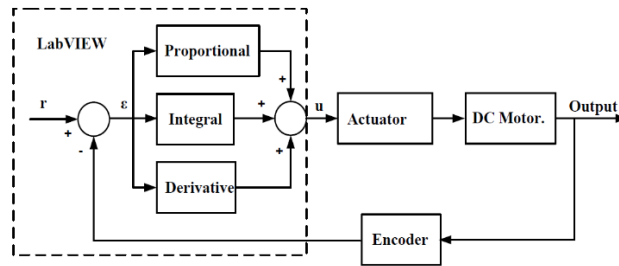 LabVIEW
Proportional
r
+
-
ε
Integral
Derivative
+
+
+
u
Actuator
DC Motor.
Output
Encoder